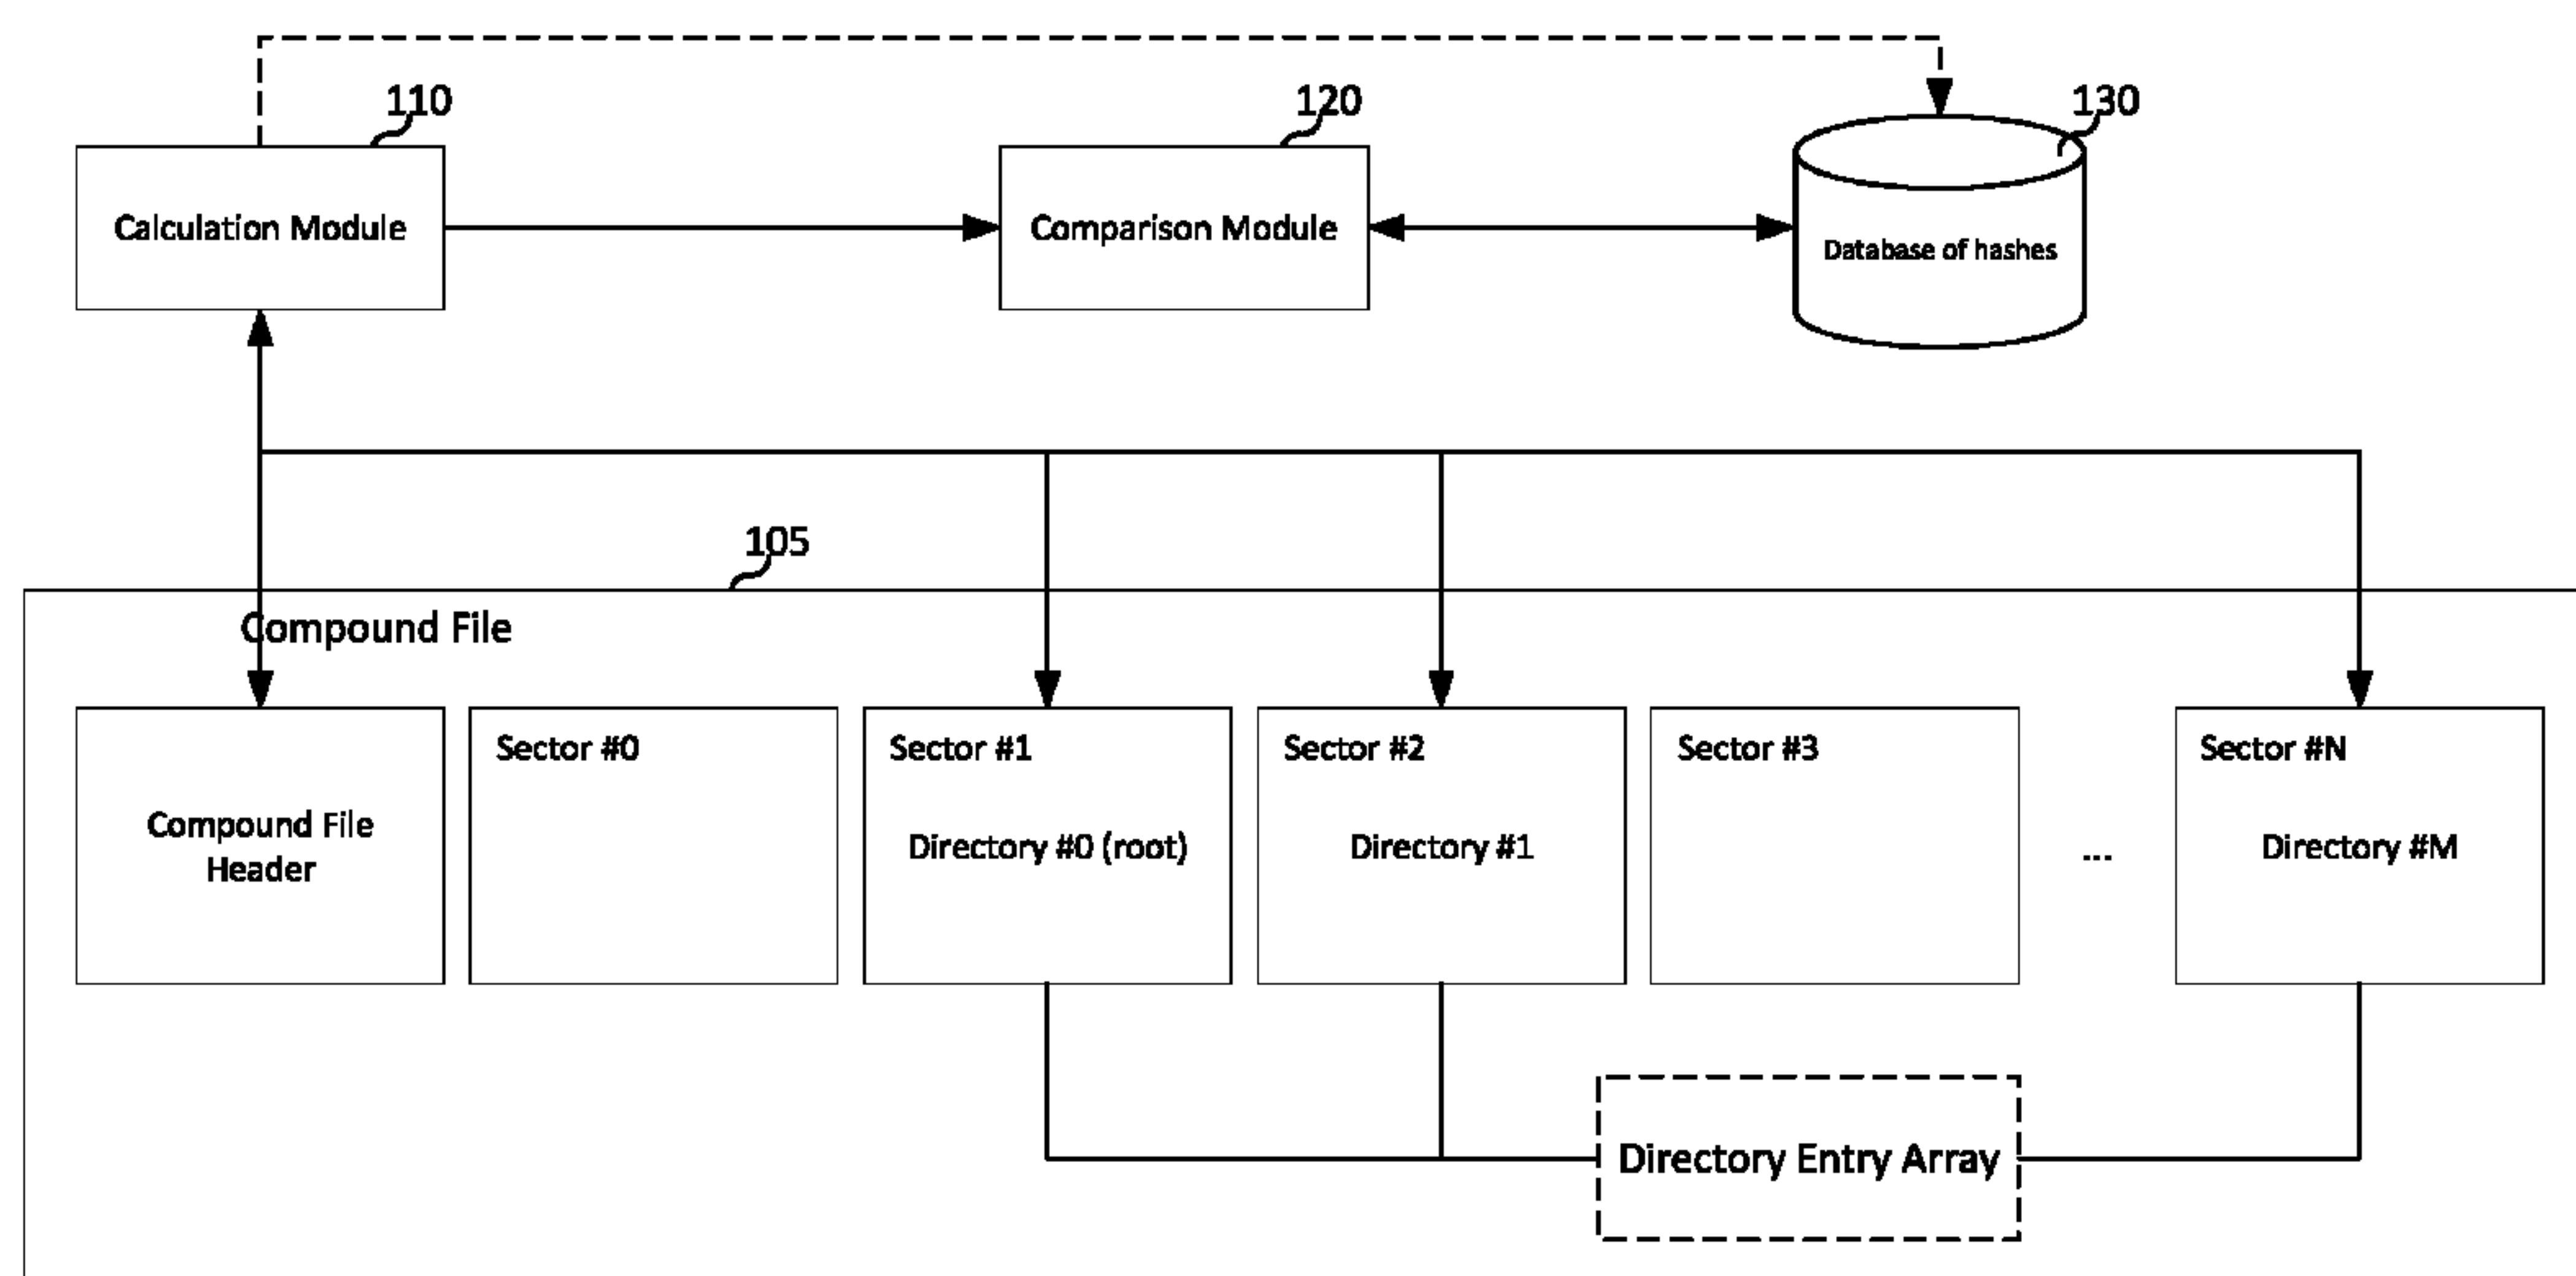 110
120
130
Calculation Module
Comparison Module
Database of hashes
105
Compound File
Sector #0
Sector #1
Sector #2
Sector #3
Sector #N
Compound File
Header
Directory #0 (root)
Directory #1
...
Directory #M
Directory Entry Array